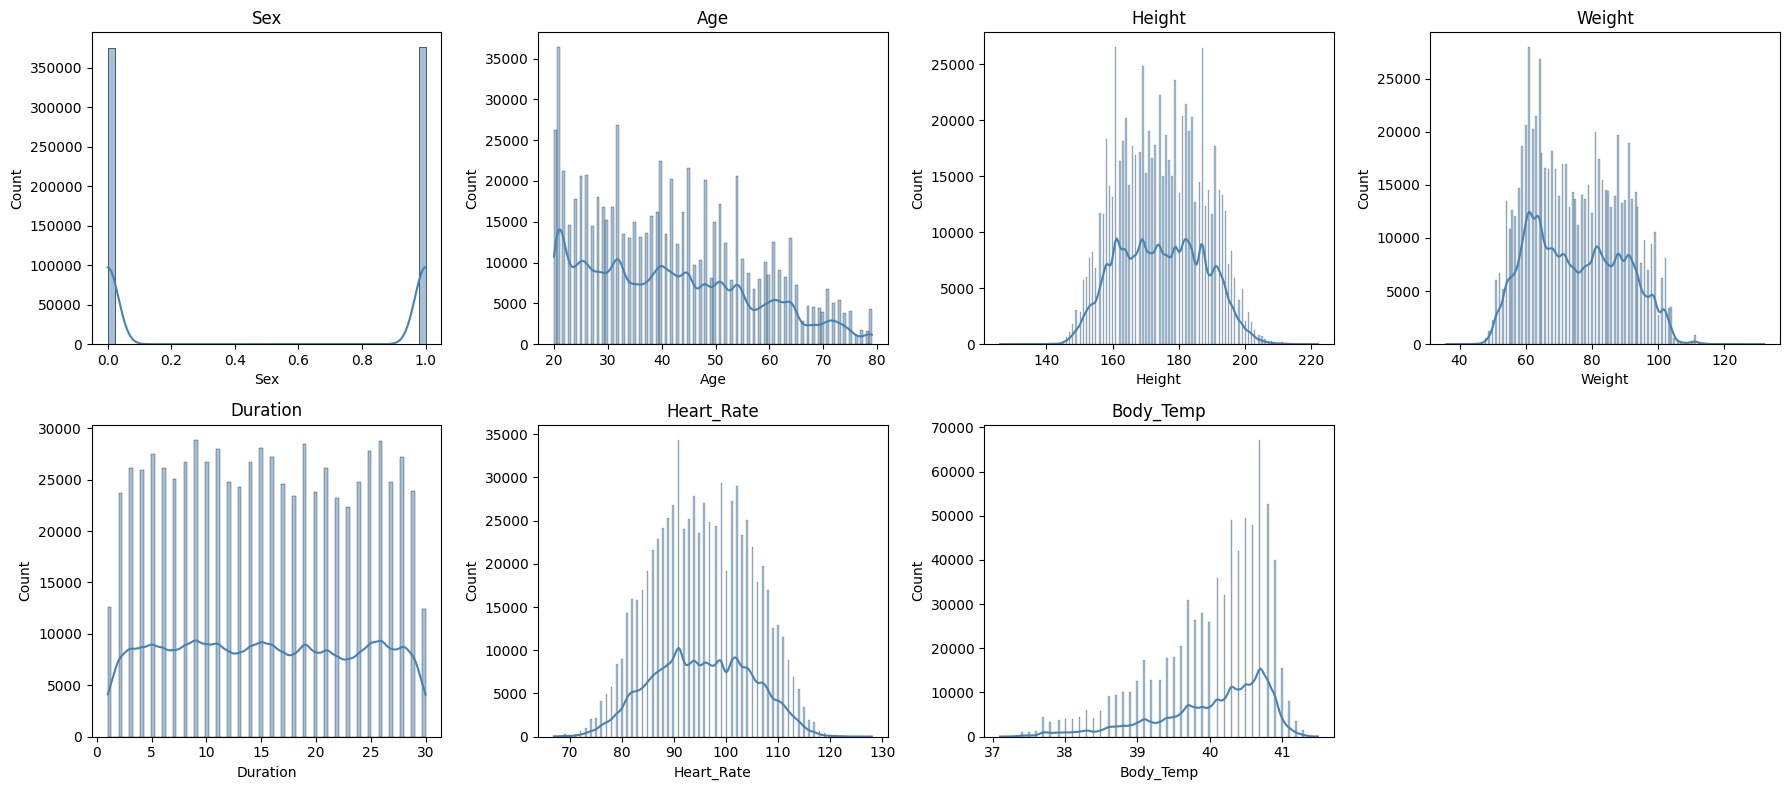 Sex
Count
350000
300000
250000
200000
150000
100000
50000
0
0.0 0.2 0.4 0.6 0.8 1.0
Sex
Age
Count
35000
30000
25000
20000
15000
10000
5000
0
20 30 40 50 60 70 80
Age
Height
Count
25000
20000
15000
10000
5000
0
140 160 180 200 220
Height
Weight
Count
25000
20000
15000
10000
5000
0
40 60 80 100 120
Weight
Duration
Count
30000
25000
20000
15000
10000
5000
0
0 5 10 15 20 25 30
Duration
Heart_Rate
Count
35000
30000
25000
20000
15000
10000
5000
0
70 80 90 100 110 120 130
Heart_Rate
Body_Temp
Count
70000
60000
50000
40000
30000
20000
10000
0
37 38 39 40 41
Body_Temp